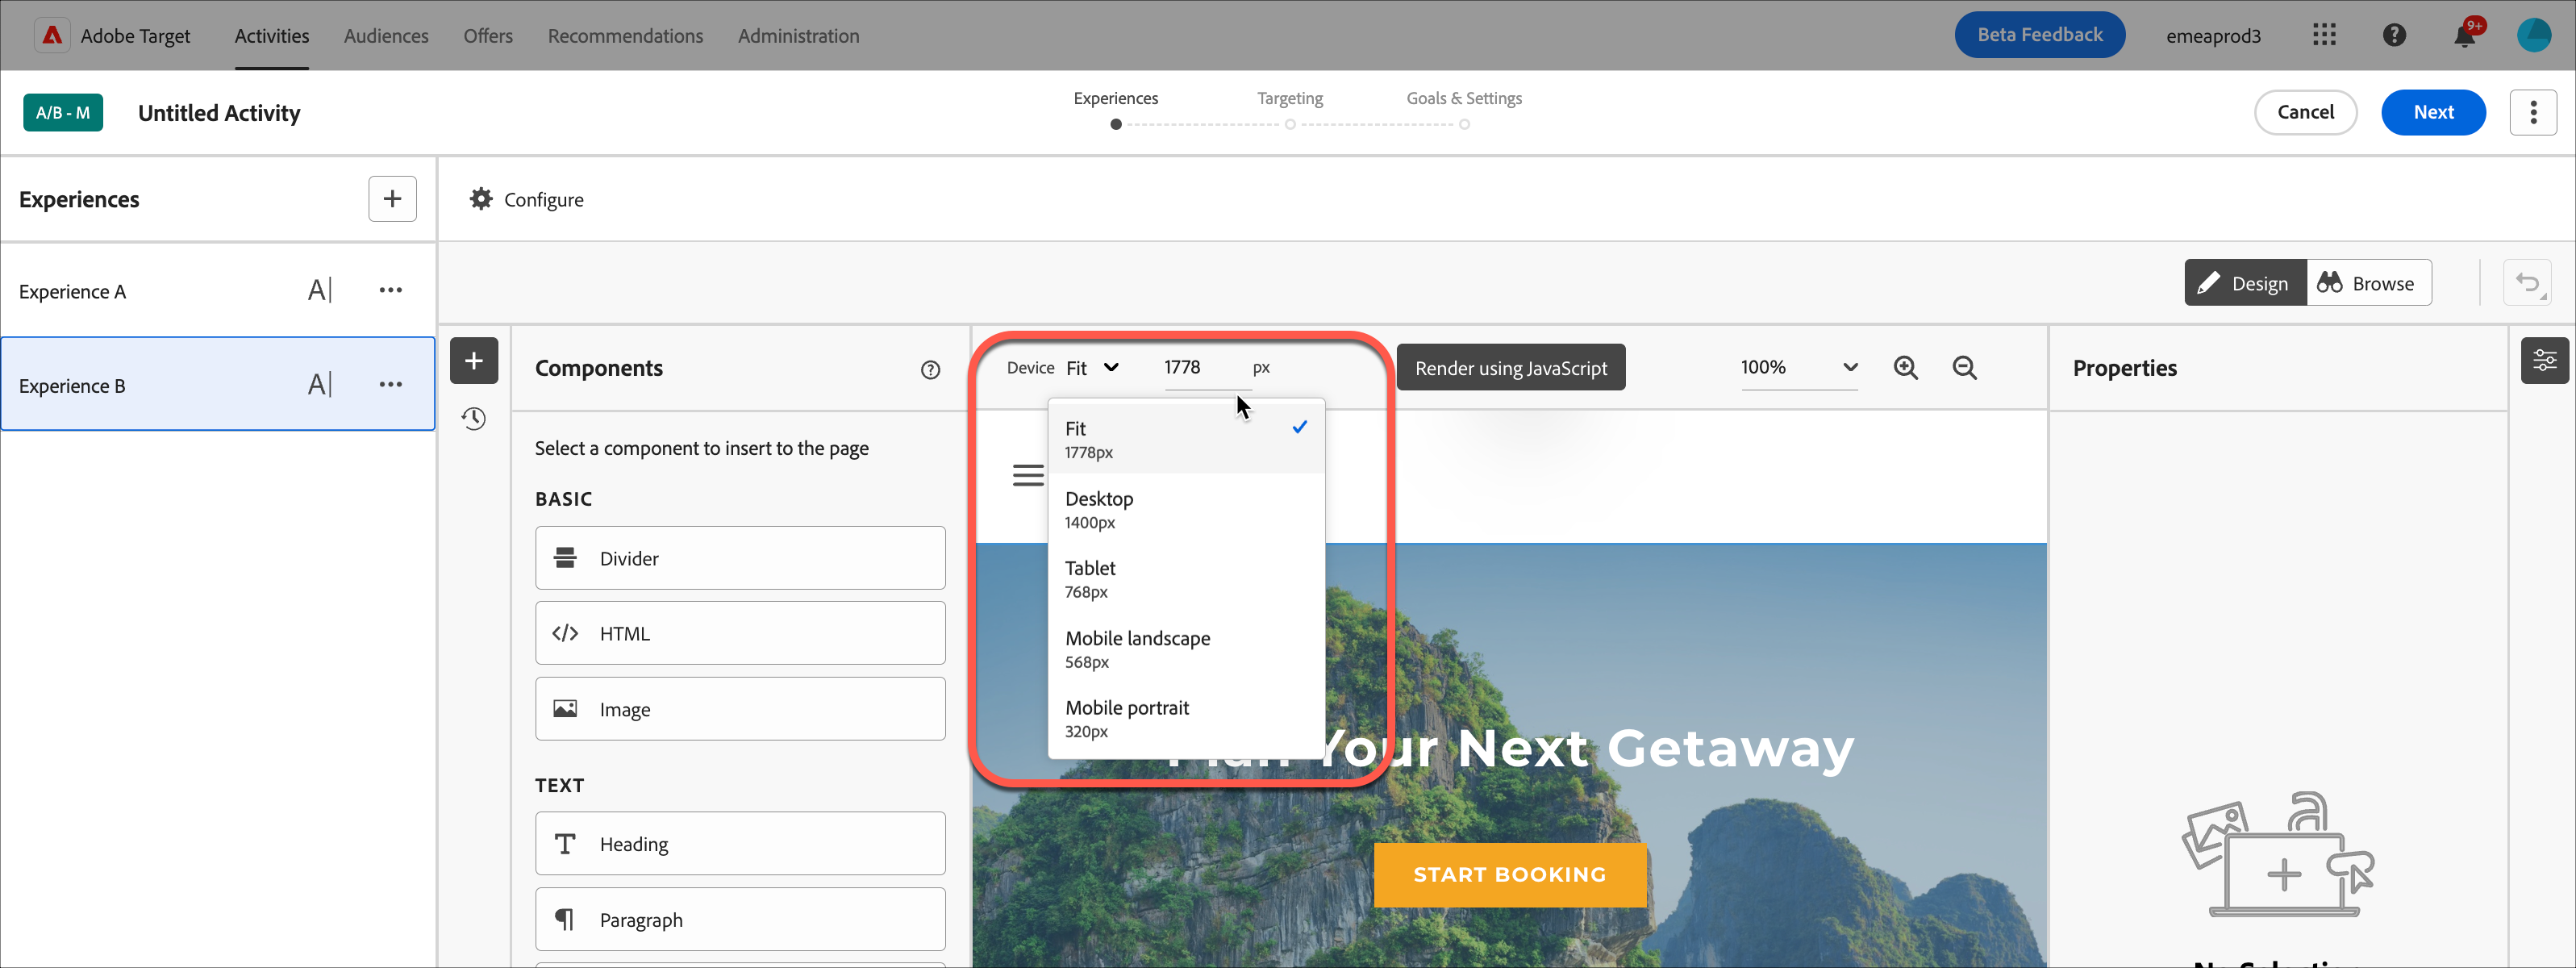 Adobe Target Activities Audiences Offers Recommendations Administration Beta Feedback emeaprod3 9+
A/B - M Untitled Activity Experiences Targeting Goals & Settings Cancel Next
Experiences
Configure
Experience A A|
Design Browse
Experience B A|
Components
Device Fit 1778 px Render using JavaScript 100%
Properties
Select a component to insert to the page
BASIC
Divider
HTML
Image
TEXT
Heading
Paragraph
Fit
1778px
Desktop
1400px
Tablet
768px
Mobile landscape
568px
Mobile portrait
320px
Your Next Getaway
START BOOKING